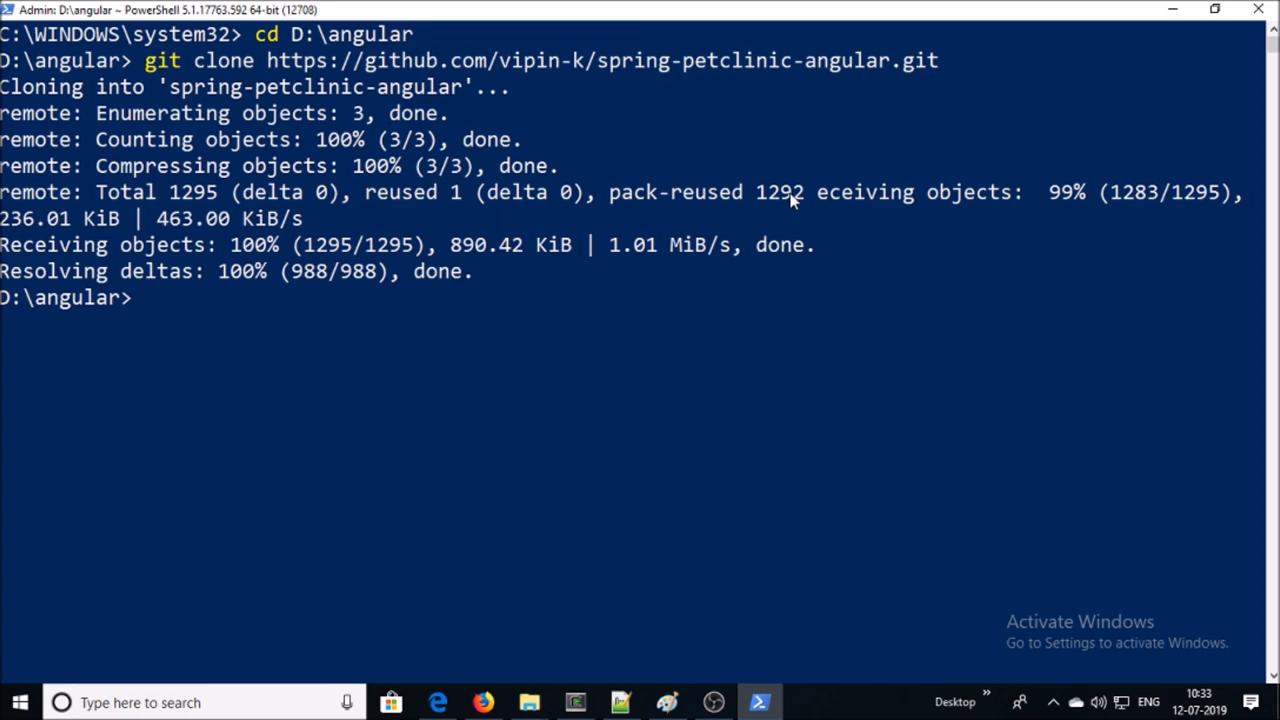 Admin: D:\angular ~ PowerShell 5.1.17763.592 64-bit (12708)
C:\WINDOWS\system32> cd D:\angular
D:\angular> git clone https://github.com/vipin-k/spring-petclinic-angular.git
Cloning into 'spring-petclinic-angular'...
remote: Enumerating objects: 3, done.
remote: Counting objects: 100% (3/3), done.
remote: Compressing objects: 100% (3/3), done.
remote: Total 1295 (delta 0), reused 1 (delta 0), pack-reused 1292 eceiving objects:  99% (1283/1295),
236.01 KiB | 463.00 KiB/s
Receiving objects: 100% (1295/1295), 890.42 KiB | 1.01 MiB/s, done.
Resolving deltas: 100% (988/988), done.
D:\angular>
Activate Windows
Go to Settings to activate Windows.
Type here to search
Desktop
ENG
10:33
12-07-2019